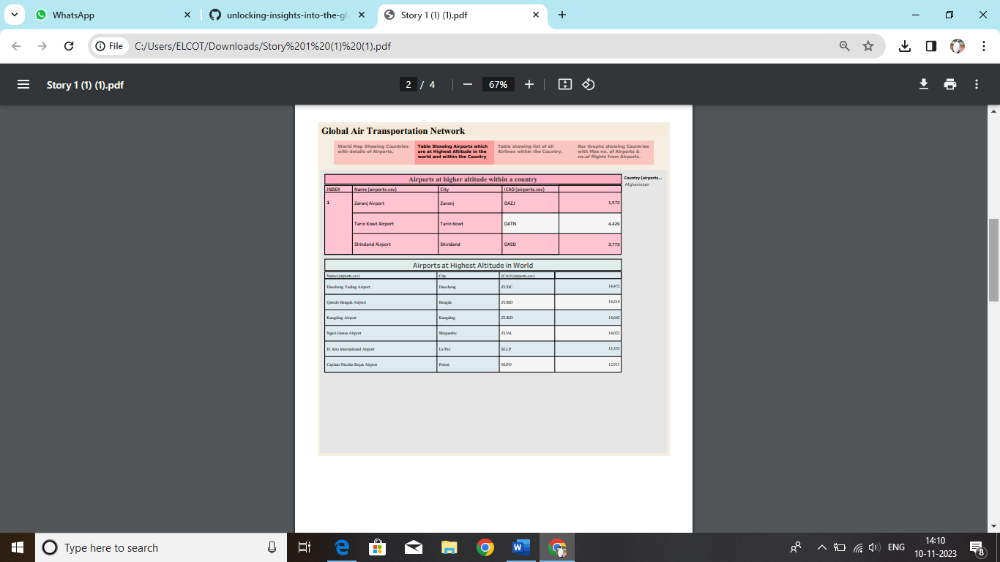 WhatsApp
unlocking-insights-into-the-gl
Story 1 (1) (1).pdf
File
C:/Users/ELCOT/Downloads/Story%201%20(1)%20(1).pdf
Story 1 (1) (1).pdf
2 / 4
67%
Global Air Transportation Network
World Map Showing Countries
with details of Airports.
Table Showing Airports which
are at Highest Altitude in the
world and within the Country
Table showing list of all
Airlines within the Country.
Bar Graphs showing Countries
with Max no. of Airports &
no.of flights from Airports.
Airports at higher altitude within a country
Country (airports...
Afghanistan
INDEX Name (airports.csv) City ICAO (airports.csv)
1 Zaranj Airport Zaranj OAZJ 1,572
Tarin Kowt Airport Tarin Kowt OATN 4,429
Shindand Airport Shindand OASD 3,773
Airports at Highest Altitude in World
Name (airports.csv) City ICAO (airports.csv)
Daocheng Yading Airport Daocheng ZUDC 14,472
Qamdo Bangda Airport Bangda ZUBD 14,219
Kangding Airport Kangding ZUKD 14,042
Ngari Gunsa Airport Shiquanhe ZUAL 14,022
El Alto International Airport La Paz SLLP 13,355
Capitan Nicolas Rojas Airport Potosi SLPO 12,913
Type here to search
ENG
14:10
10-11-2023
8